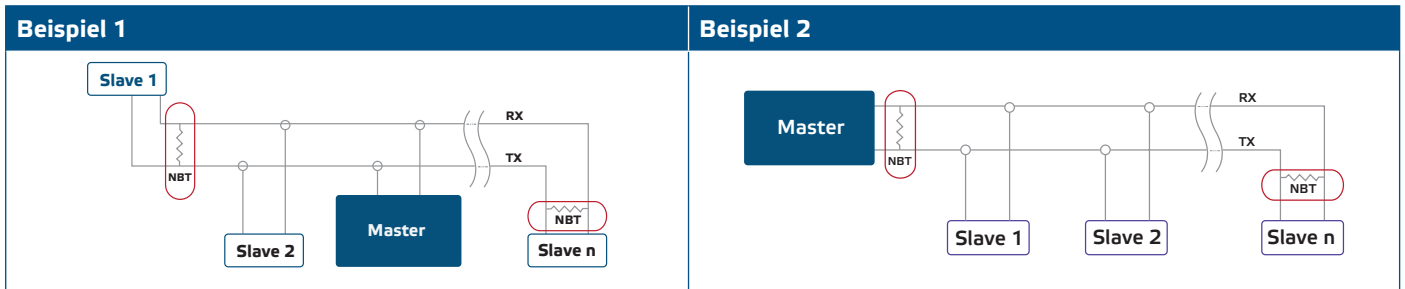 Beispiel 1
Slave 1
RX
TX
NBT
NBT
Master
Slave 2
Slave n
Beispiel 2
Master
RX
TX
NBT
NBT
Slave 1
Slave 2
Slave n